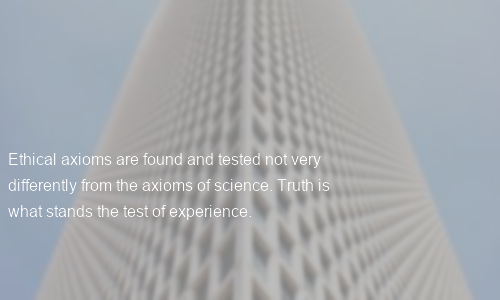 Ethical axioms are found and tested not very
differently from the axioms of science. Truth is
what stands the test of experience.